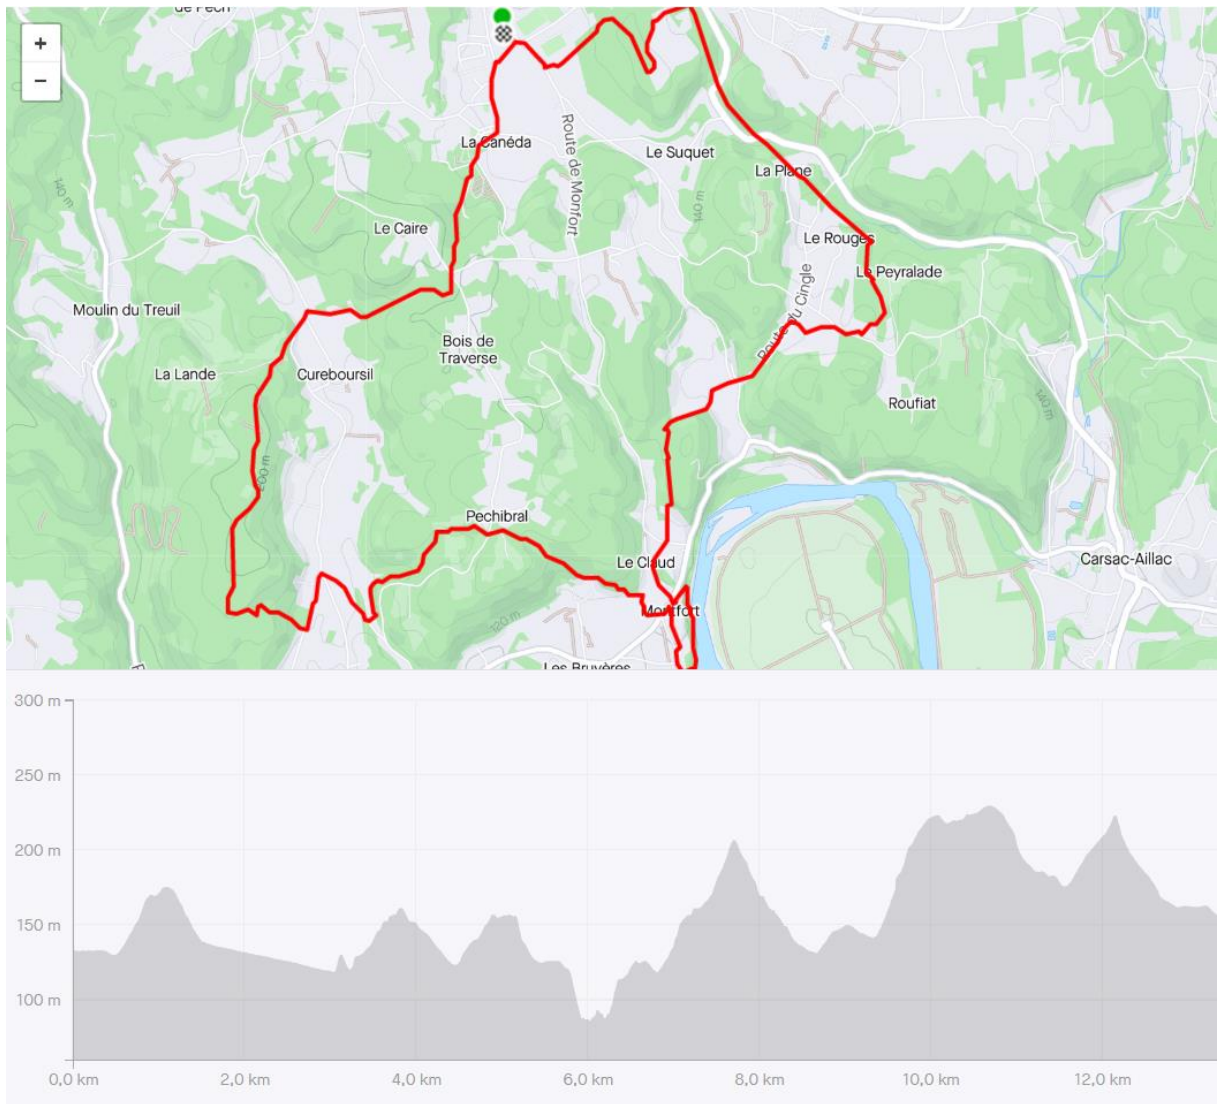 de Pech
+
−
La Canéda
Route de Monfort
Le Suquet
La Plane
140 m
140 m
Le Caire
Le Rouges
Le Peyralade
Moulin du Treuil
Bois de
Traverse
Route du Cingle
La Lande
Cureboursil
Roufiat
140 m
200 m
Pechibral
Le Claud
Carsac-Aillac
Montfort
120 m
Les Bruyères
300 m
250 m
200 m
150 m
100 m
0,0 km
2,0 km
4,0 km
6,0 km
8,0 km
10,0 km
12,0 km